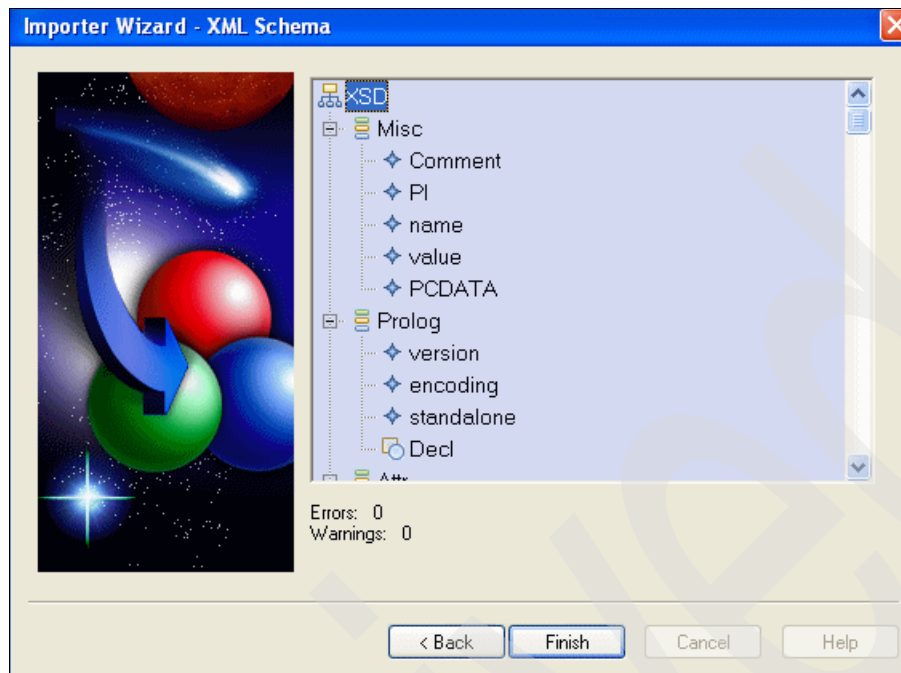 Importer Wizard - XML Schema
XSD
Misc
Comment
PI
name
value
PCDATA
Prolog
version
encoding
standalone
Decl
Attr
Errors: 0
Warnings: 0
< Back
Finish
Cancel
Help